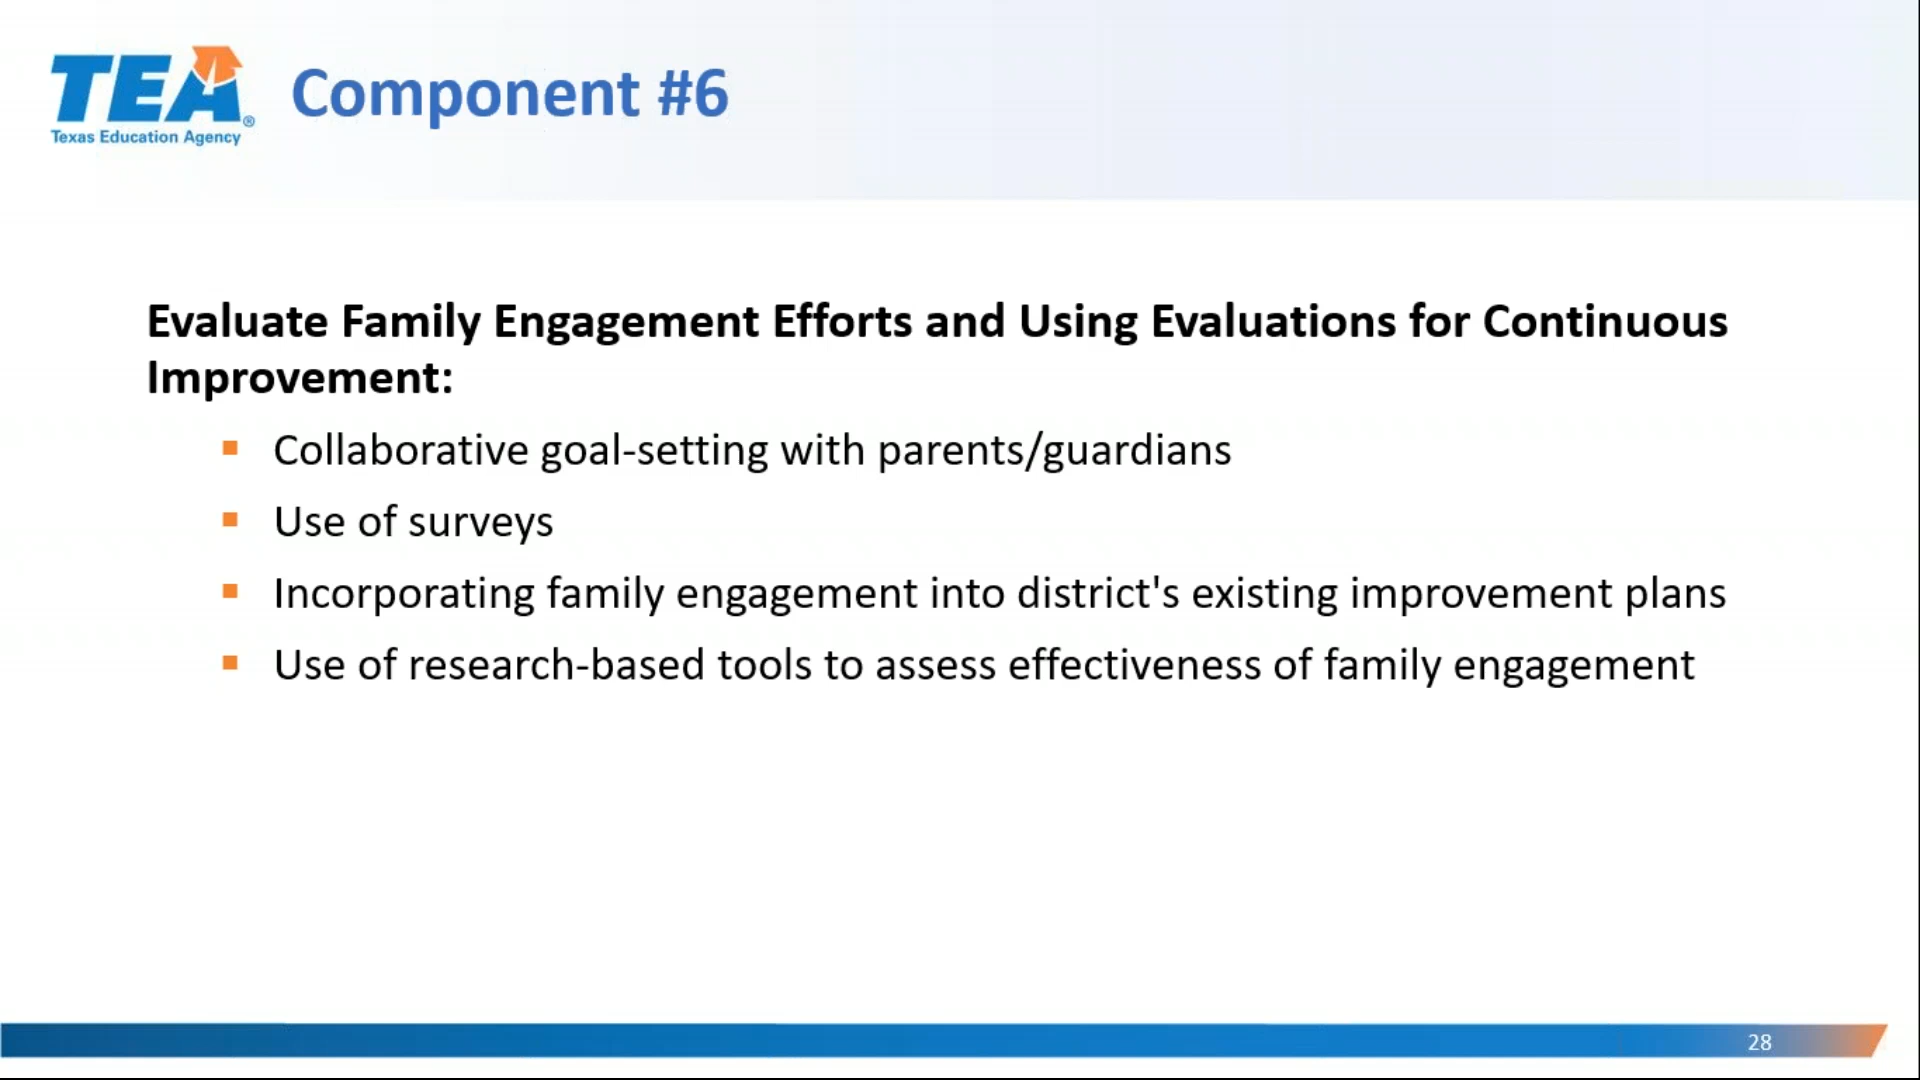 TEA®
Texas Education Agency
Component #6
Evaluate Family Engagement Efforts and Using Evaluations for Continuous
Improvement:
▪ Collaborative goal-setting with parents/guardians
▪ Use of surveys
▪ Incorporating family engagement into district's existing improvement plans
▪ Use of research-based tools to assess effectiveness of family engagement
28